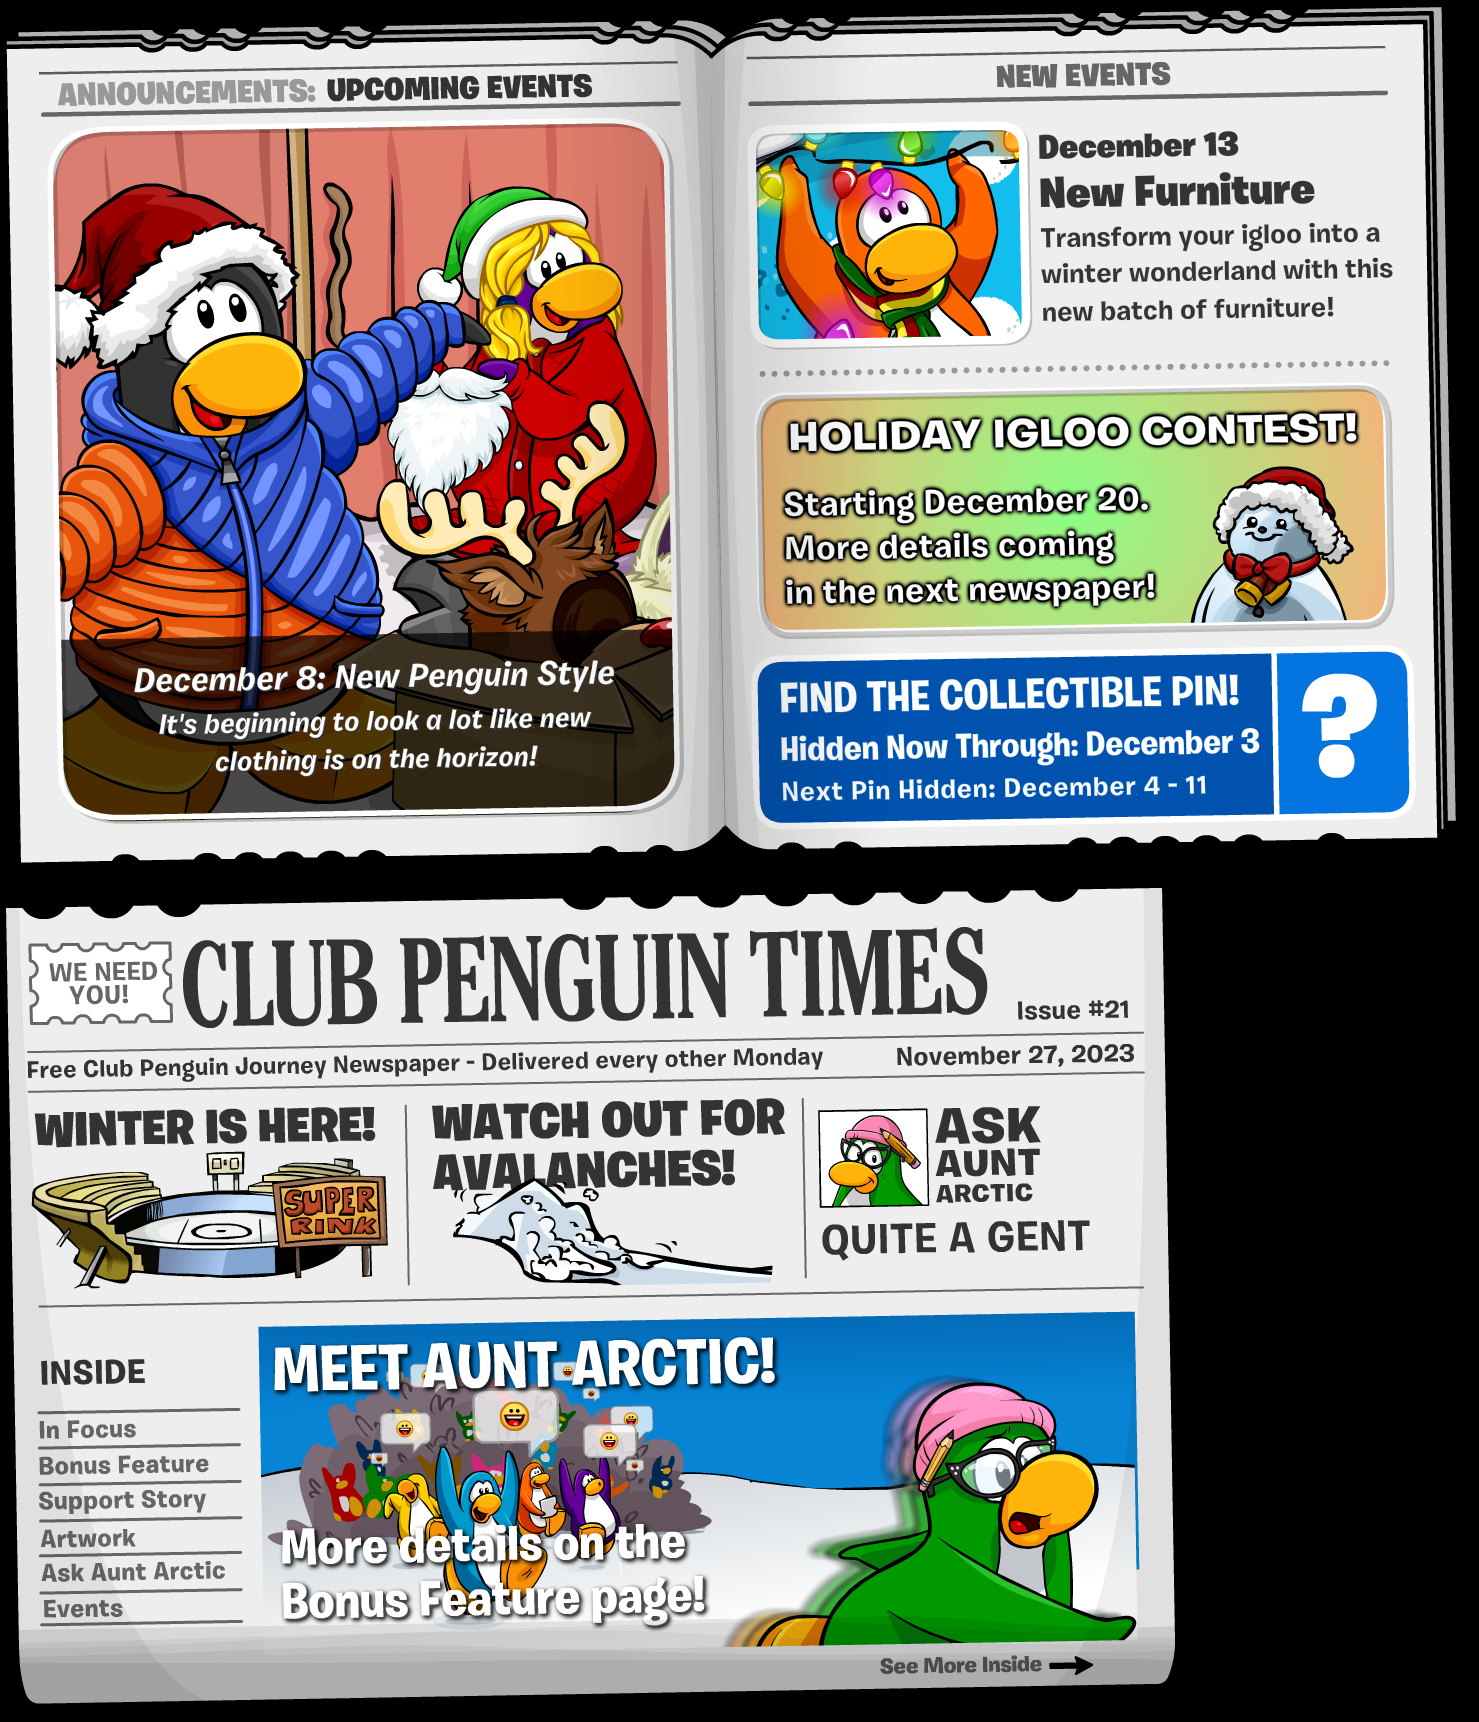 ANNOUNCEMENTS: UPCOMING EVENTS
December 8: New Penguin Style
It's beginning to look a lot like new
clothing is on the horizon!
NEW EVENTS
December 13
New Furniture
Transform your igloo into a
winter wonderland with this
new batch of furniture!
HOLIDAY IGLOO CONTEST!
Starting December 20.
More details coming
in the next newspaper!
FIND THE COLLECTIBLE PIN!
Hidden Now Through: December 3
Next Pin Hidden: December 4 - 11
?
WE NEED
YOU!
CLUB PENGUIN TIMES
Issue #21
Free Club Penguin Journey Newspaper - Delivered every other Monday
November 27, 2023
WINTER IS HERE!
SUPER
RINK
WATCH OUT FOR
AVALANCHES!
ASK
AUNT
ARCTIC
QUITE A GENT
INSIDE
In Focus
Bonus Feature
Support Story
Artwork
Ask Aunt Arctic
Events
MEET AUNT ARCTIC!
More details on the
Bonus Feature page!
See More Inside